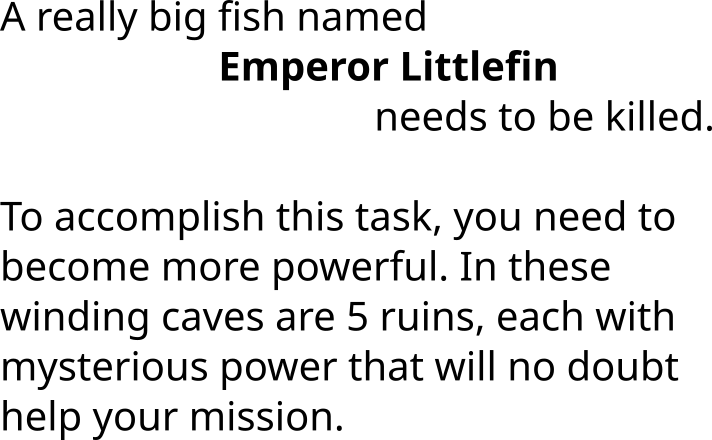 A really big fish named
Emperor Littlefin
needs to be killed.
To accomplish this task, you need to
become more powerful. In these
winding caves are 5 ruins, each with
mysterious power that will no doubt
help your mission.